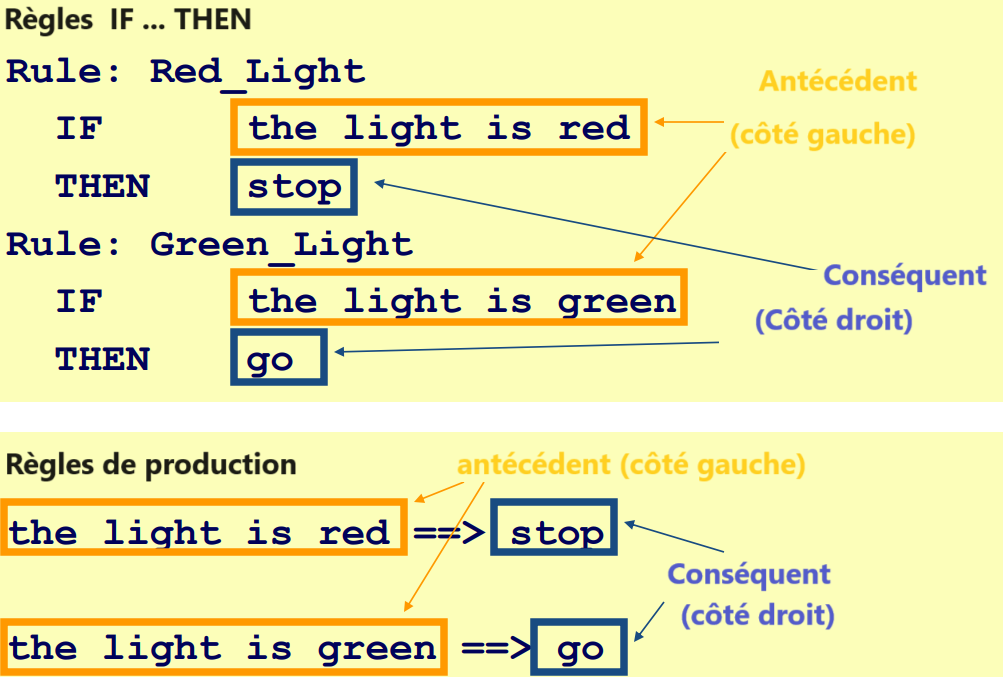 Règles IF ... THEN
Rule: Red_Light
Antécédent
IF the light is red
(côté gauche)
THEN stop
Rule: Green_Light
Conséquent
IF the light is green
(Côté droit)
THEN go
Règles de production
antécédent (côté gauche)
the light is red ==> stop
Conséquent
(côté droit)
the light is green ==> go